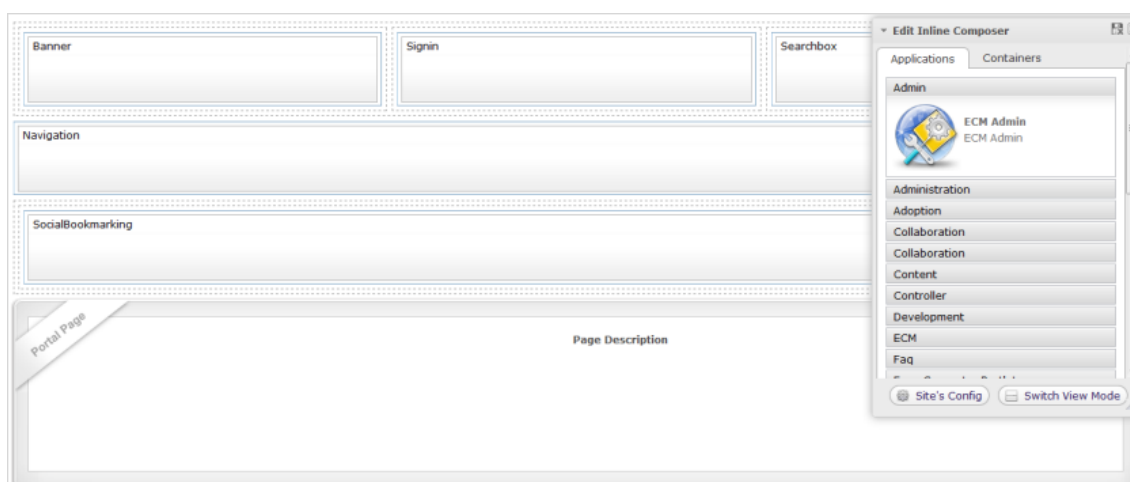 Banner
Signin
Searchbox
Navigation
SocialBookmarking
Portal Page
Page Description
Edit Inline Composer
Applications
Containers
Admin
ECM Admin
ECM Admin
Administration
Adoption
Collaboration
Collaboration
Content
Controller
Development
ECM
Faq
Site's Config
Switch View Mode